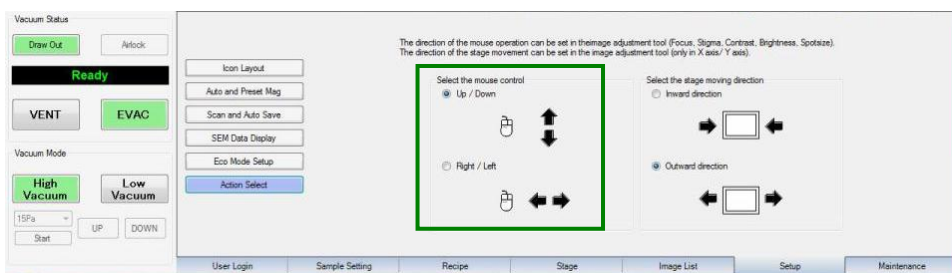 Vacuum Status
Draw Out
Airlock
Ready
VENT
EVAC
Vacuum Mode
High Vacuum
Low Vacuum
15Pa
Start
UP
DOWN
Icon Layout
Auto and Preset Mag
Scan and Auto Save
SEM Data Display
Eco Mode Setup
Action Select
The direction of the mouse operation can be set in theimage adjustment tool (Focus, Stigma, Contrast, Brightness, Spotsize).
The direction of the stage movement can be set in the image adjustment tool (only in X axis/ Y axis).
Select the mouse control
Up / Down
Right / Left
Select the stage moving direction
Inward direction
Outward direction
User Login
Sample Setting
Recipe
Stage
Image List
Setup
Maintenance